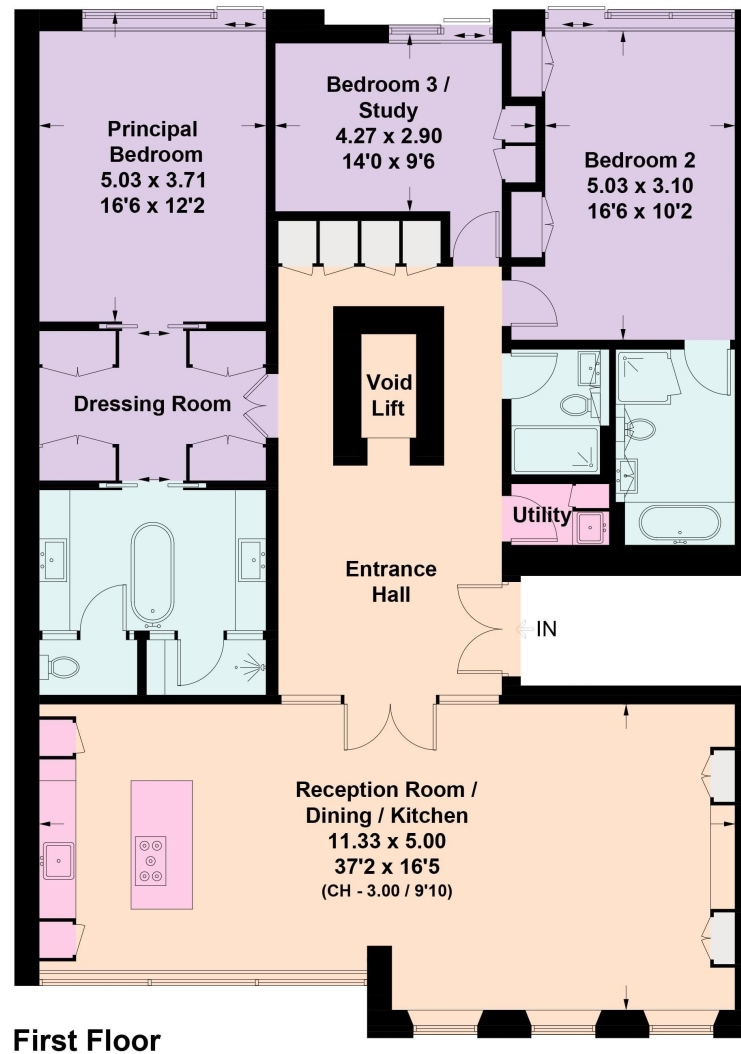 Principal
Bedroom
5.03 x 3.71
16'6 x 12'2
Bedroom 3 /
Study
4.27 x 2.90
14'0 x 9'6
Bedroom 2
5.03 x 3.10
16'6 x 10'2
Void
Lift
Dressing Room
Utility
Entrance
Hall
IN
Reception Room /
Dining / Kitchen
11.33 x 5.00
37'2 x 16'5
(CH - 3.00 / 9'10)
First Floor